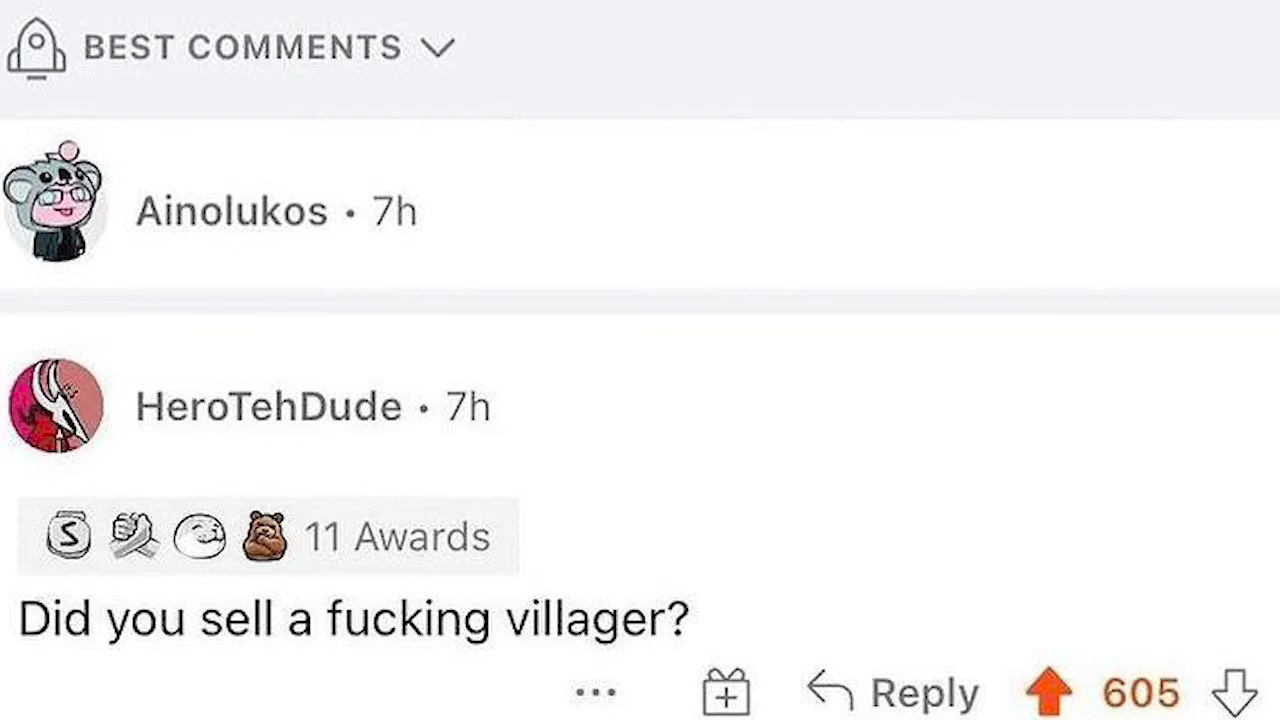 BEST COMMENTS
Ainolukos • 7h
HeroTehDude • 7h
S 11 Awards
Did you sell a fucking villager?
... Reply 605